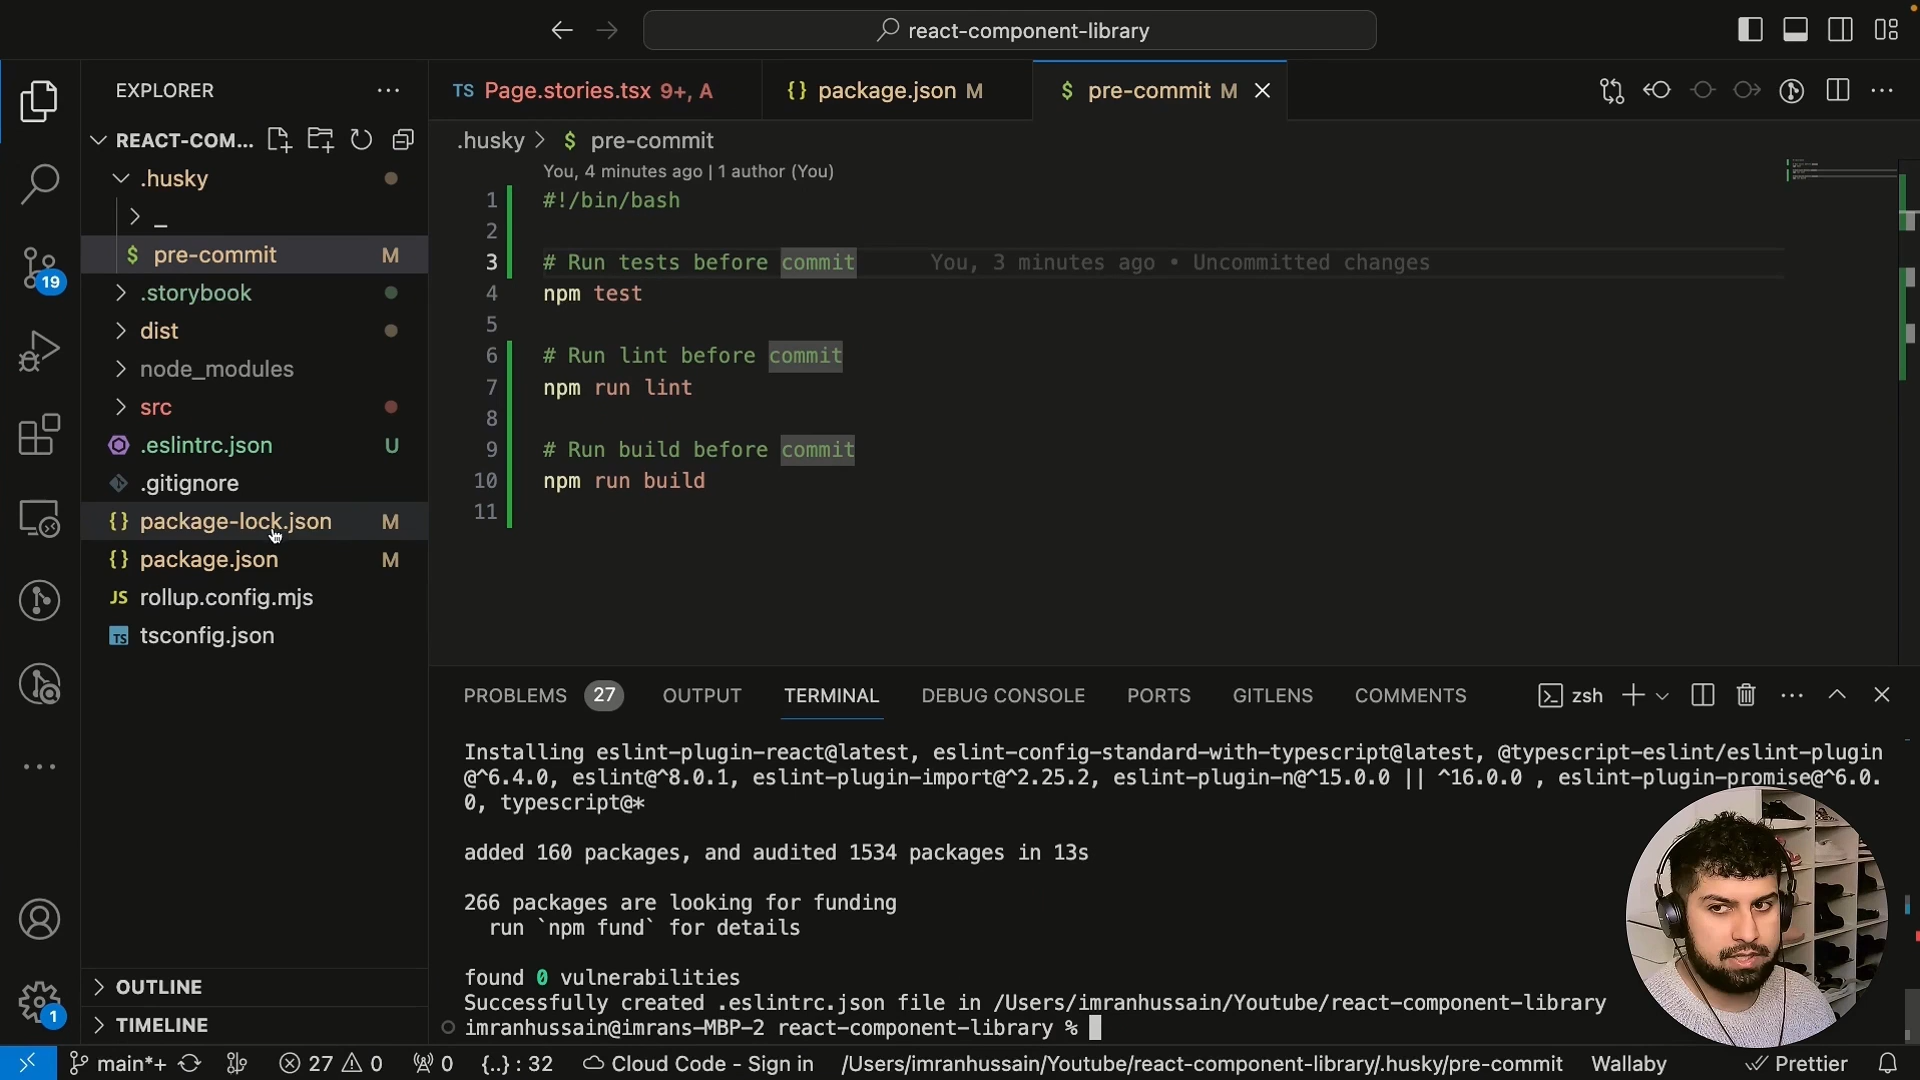 react-component-library
EXPLORER
REACT-COM...
.husky
_
pre-commit M
.storybook
dist
node_modules
src
.eslintrc.json U
.gitignore
package-lock.json M
package.json M
rollup.config.mjs
tsconfig.json
OUTLINE
TIMELINE
19
1
TS Page.stories.tsx 9+, A
{} package.json M
$ pre-commit M
.husky > $ pre-commit
You, 4 minutes ago | 1 author (You)
1 #!/bin/bash
2
3 # Run tests before commit You, 3 minutes ago • Uncommitted changes
4 npm test
5
6 # Run lint before commit
7 npm run lint
8
9 # Run build before commit
10 npm run build
11
PROBLEMS 27 OUTPUT TERMINAL DEBUG CONSOLE PORTS GITLENS COMMENTS zsh
Installing eslint-plugin-react@latest, eslint-config-standard-with-typescript@latest, @typescript-eslint/eslint-plugin
@^6.4.0, eslint@^8.0.1, eslint-plugin-import@^2.25.2, eslint-plugin-n@^15.0.0 || ^16.0.0 , eslint-plugin-promise@^6.0.
0, typescript@*
added 160 packages, and audited 1534 packages in 13s
266 packages are looking for funding
run `npm fund` for details
found 0 vulnerabilities
Successfully created .eslintrc.json file in /Users/imranhussain/Youtube/react-component-library
imranhussain@imrans-MBP-2 react-component-library %
main*+ 27 0 0 {..} : 32 Cloud Code - Sign in /Users/imranhussain/Youtube/react-component-library/.husky/pre-commit Wallaby Prettier